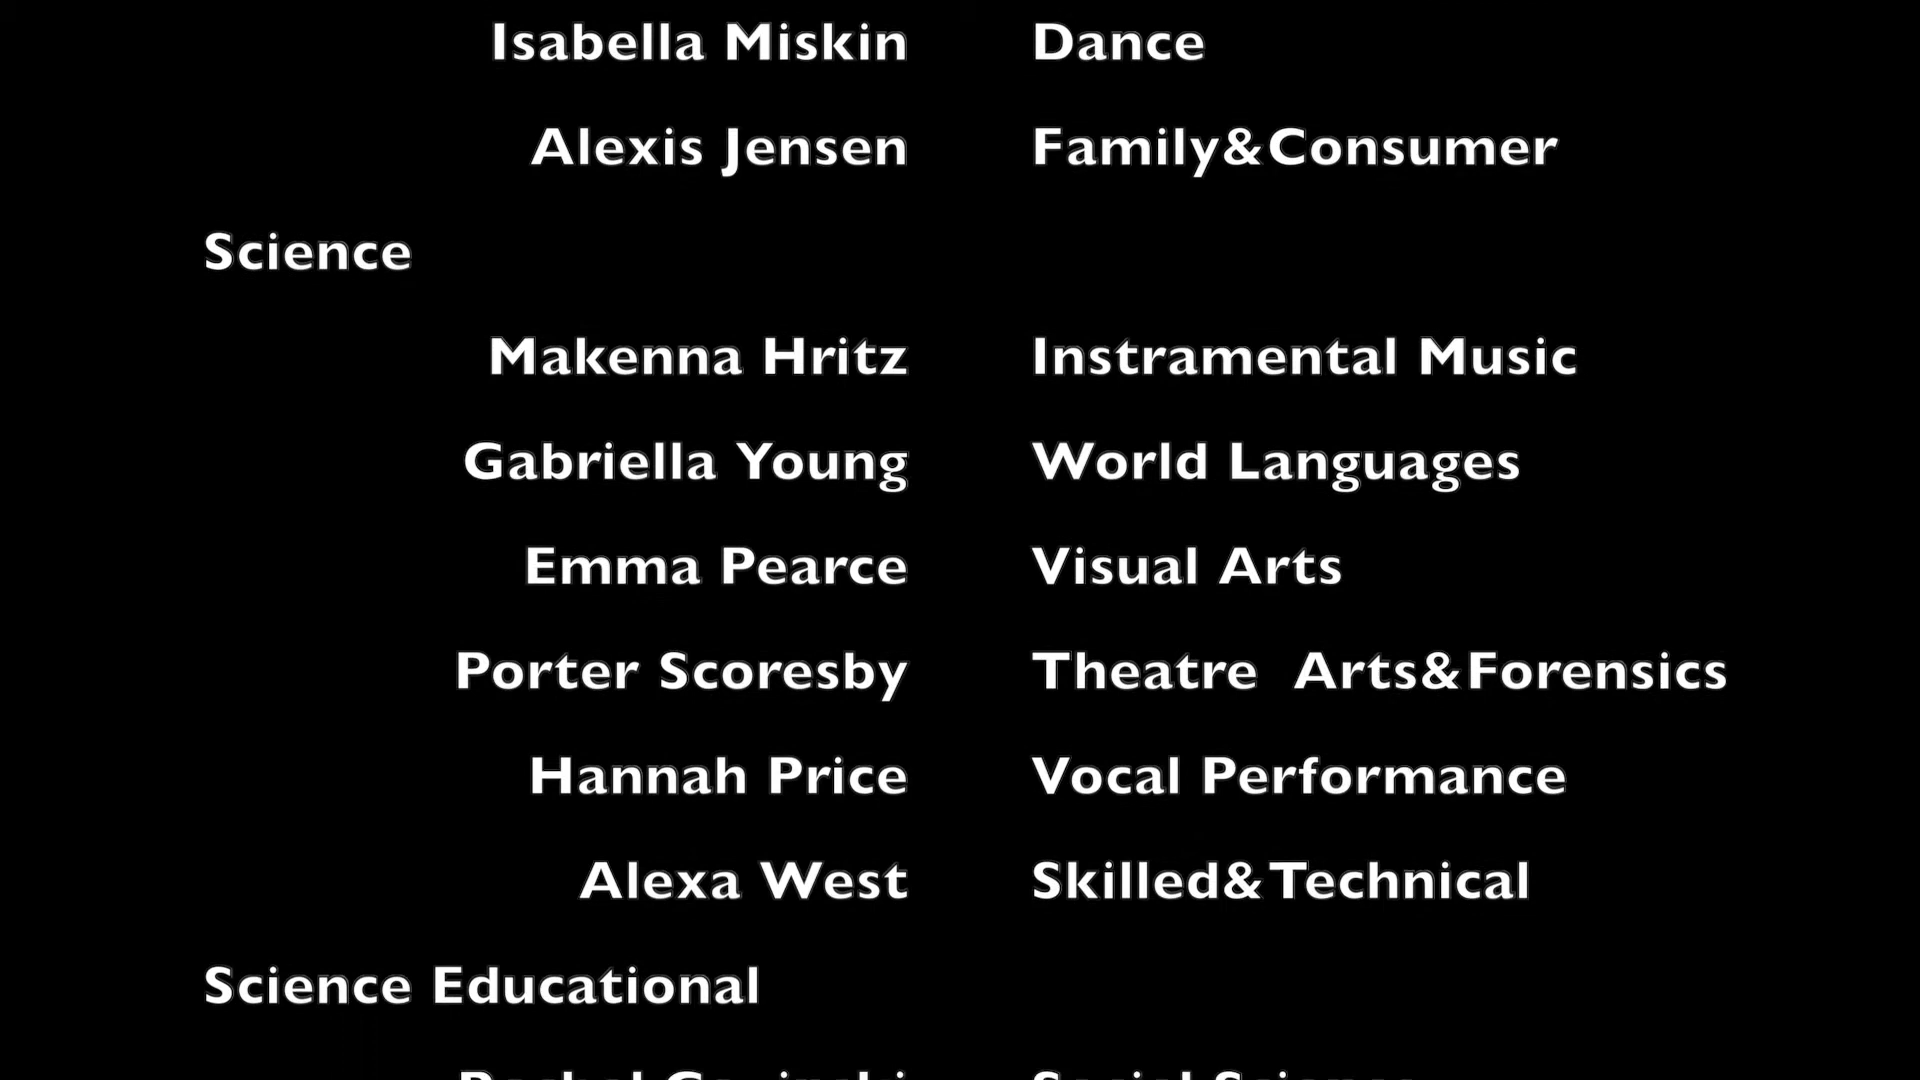 Isabella Miskin Dance
Alexis Jensen Family&Consumer
Science
Makenna Hritz Instramental Music
Gabriella Young World Languages
Emma Pearce Visual Arts
Porter Scoresby Theatre Arts&Forensics
Hannah Price Vocal Performance
Alexa West Skilled&Technical
Science Educational